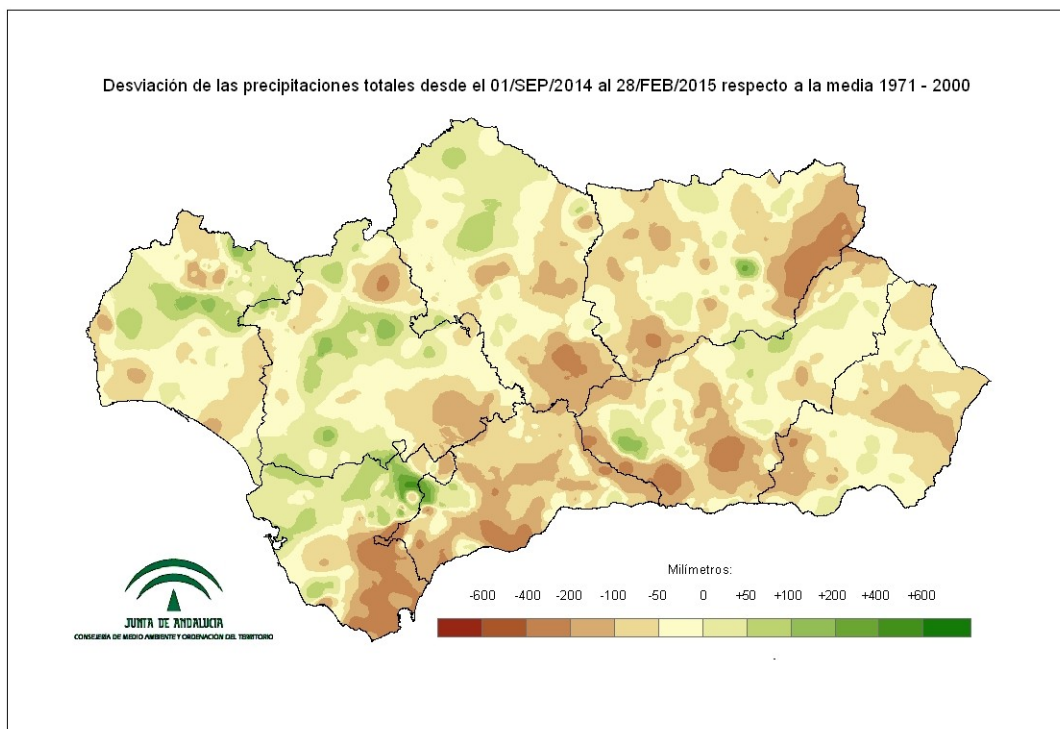 Desviación de las precipitaciones totales desde el 01/SEP/2014 al 28/FEB/2015 respecto a la media 1971 - 2000
Milímetros:
-600 -400 -200 -100 -50 0 +50 +100 +200 +400 +600
JUNTA DE ANDALUCIA
CONSEJERÍA DE MEDIO AMBIENTE Y ORDENACIÓN DEL TERRITORIO